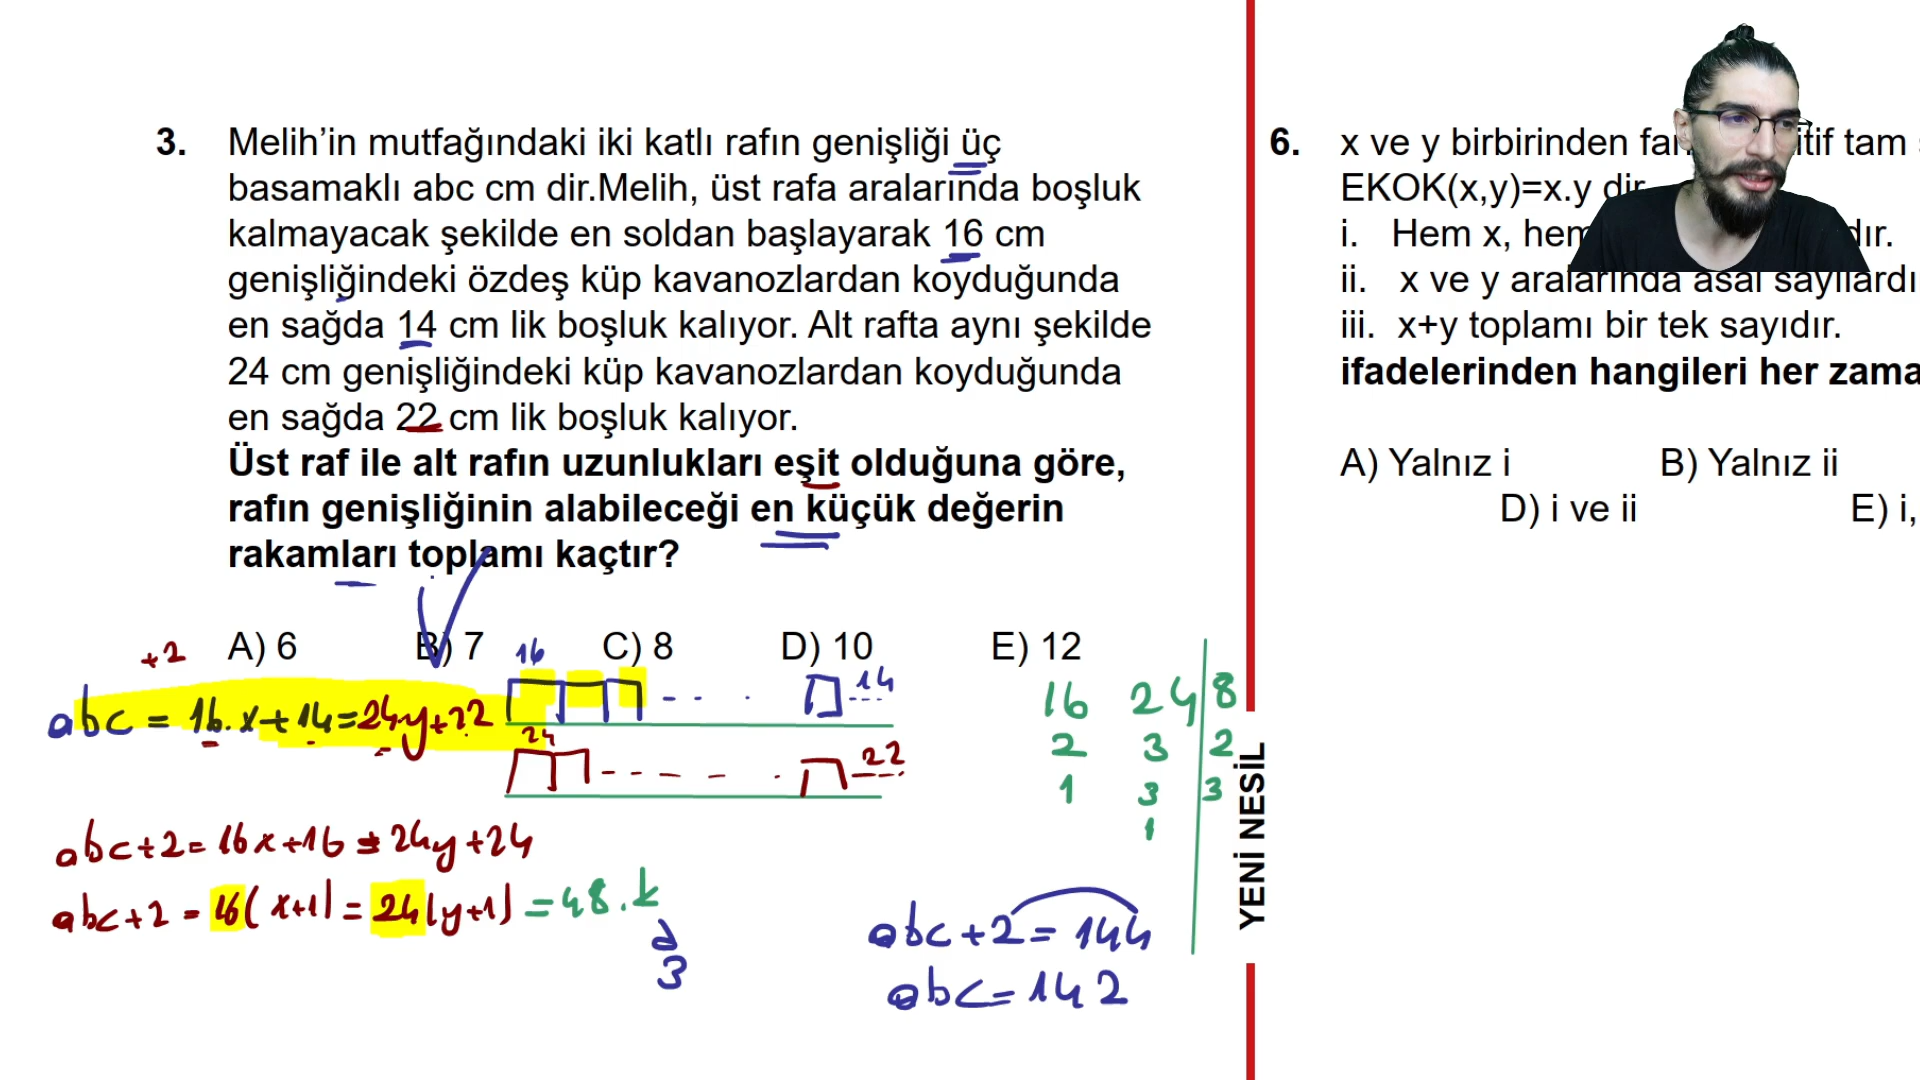 3. Melih’in mutfağındaki iki katlı rafın genişliği üç
basamaklı abc cm dir.Melih, üst rafa aralarında boşluk
kalmayacak şekilde en soldan başlayarak 16 cm
genişliğindeki özdeş küp kavanozlardan koyduğunda
en sağda 14 cm lik boşluk kalıyor. Alt rafta aynı şekilde
24 cm genişliğindeki küp kavanozlardan koyduğunda
en sağda 22 cm lik boşluk kalıyor.
Üst raf ile alt rafın uzunlukları eşit olduğuna göre,
rafın genişliğinin alabileceği en küçük değerin
rakamları toplamı kaçtır?
A) 6 B) 7 C) 8 D) 10 E) 12
+2
abc = 16.x+14=24y+22
16
14
24
22
abc+2=16x+16=24y+24
abc+2=16(x+1)=24(y+1)=48.k
3
16 24 8
2 3 2
1 3 3
1
abc+2=144
abc=142
YENİ NESİL
6. x ve y birbirinden itif tam
EKOK(x,y)=x.y dir
i. Hem x, hem dır.
ii. x ve y aralarında asal sayılardı
iii. x+y toplamı bir tek sayıdır.
ifadelerinden hangileri her zama
A) Yalnız i B) Yalnız ii
D) i ve ii E) i,